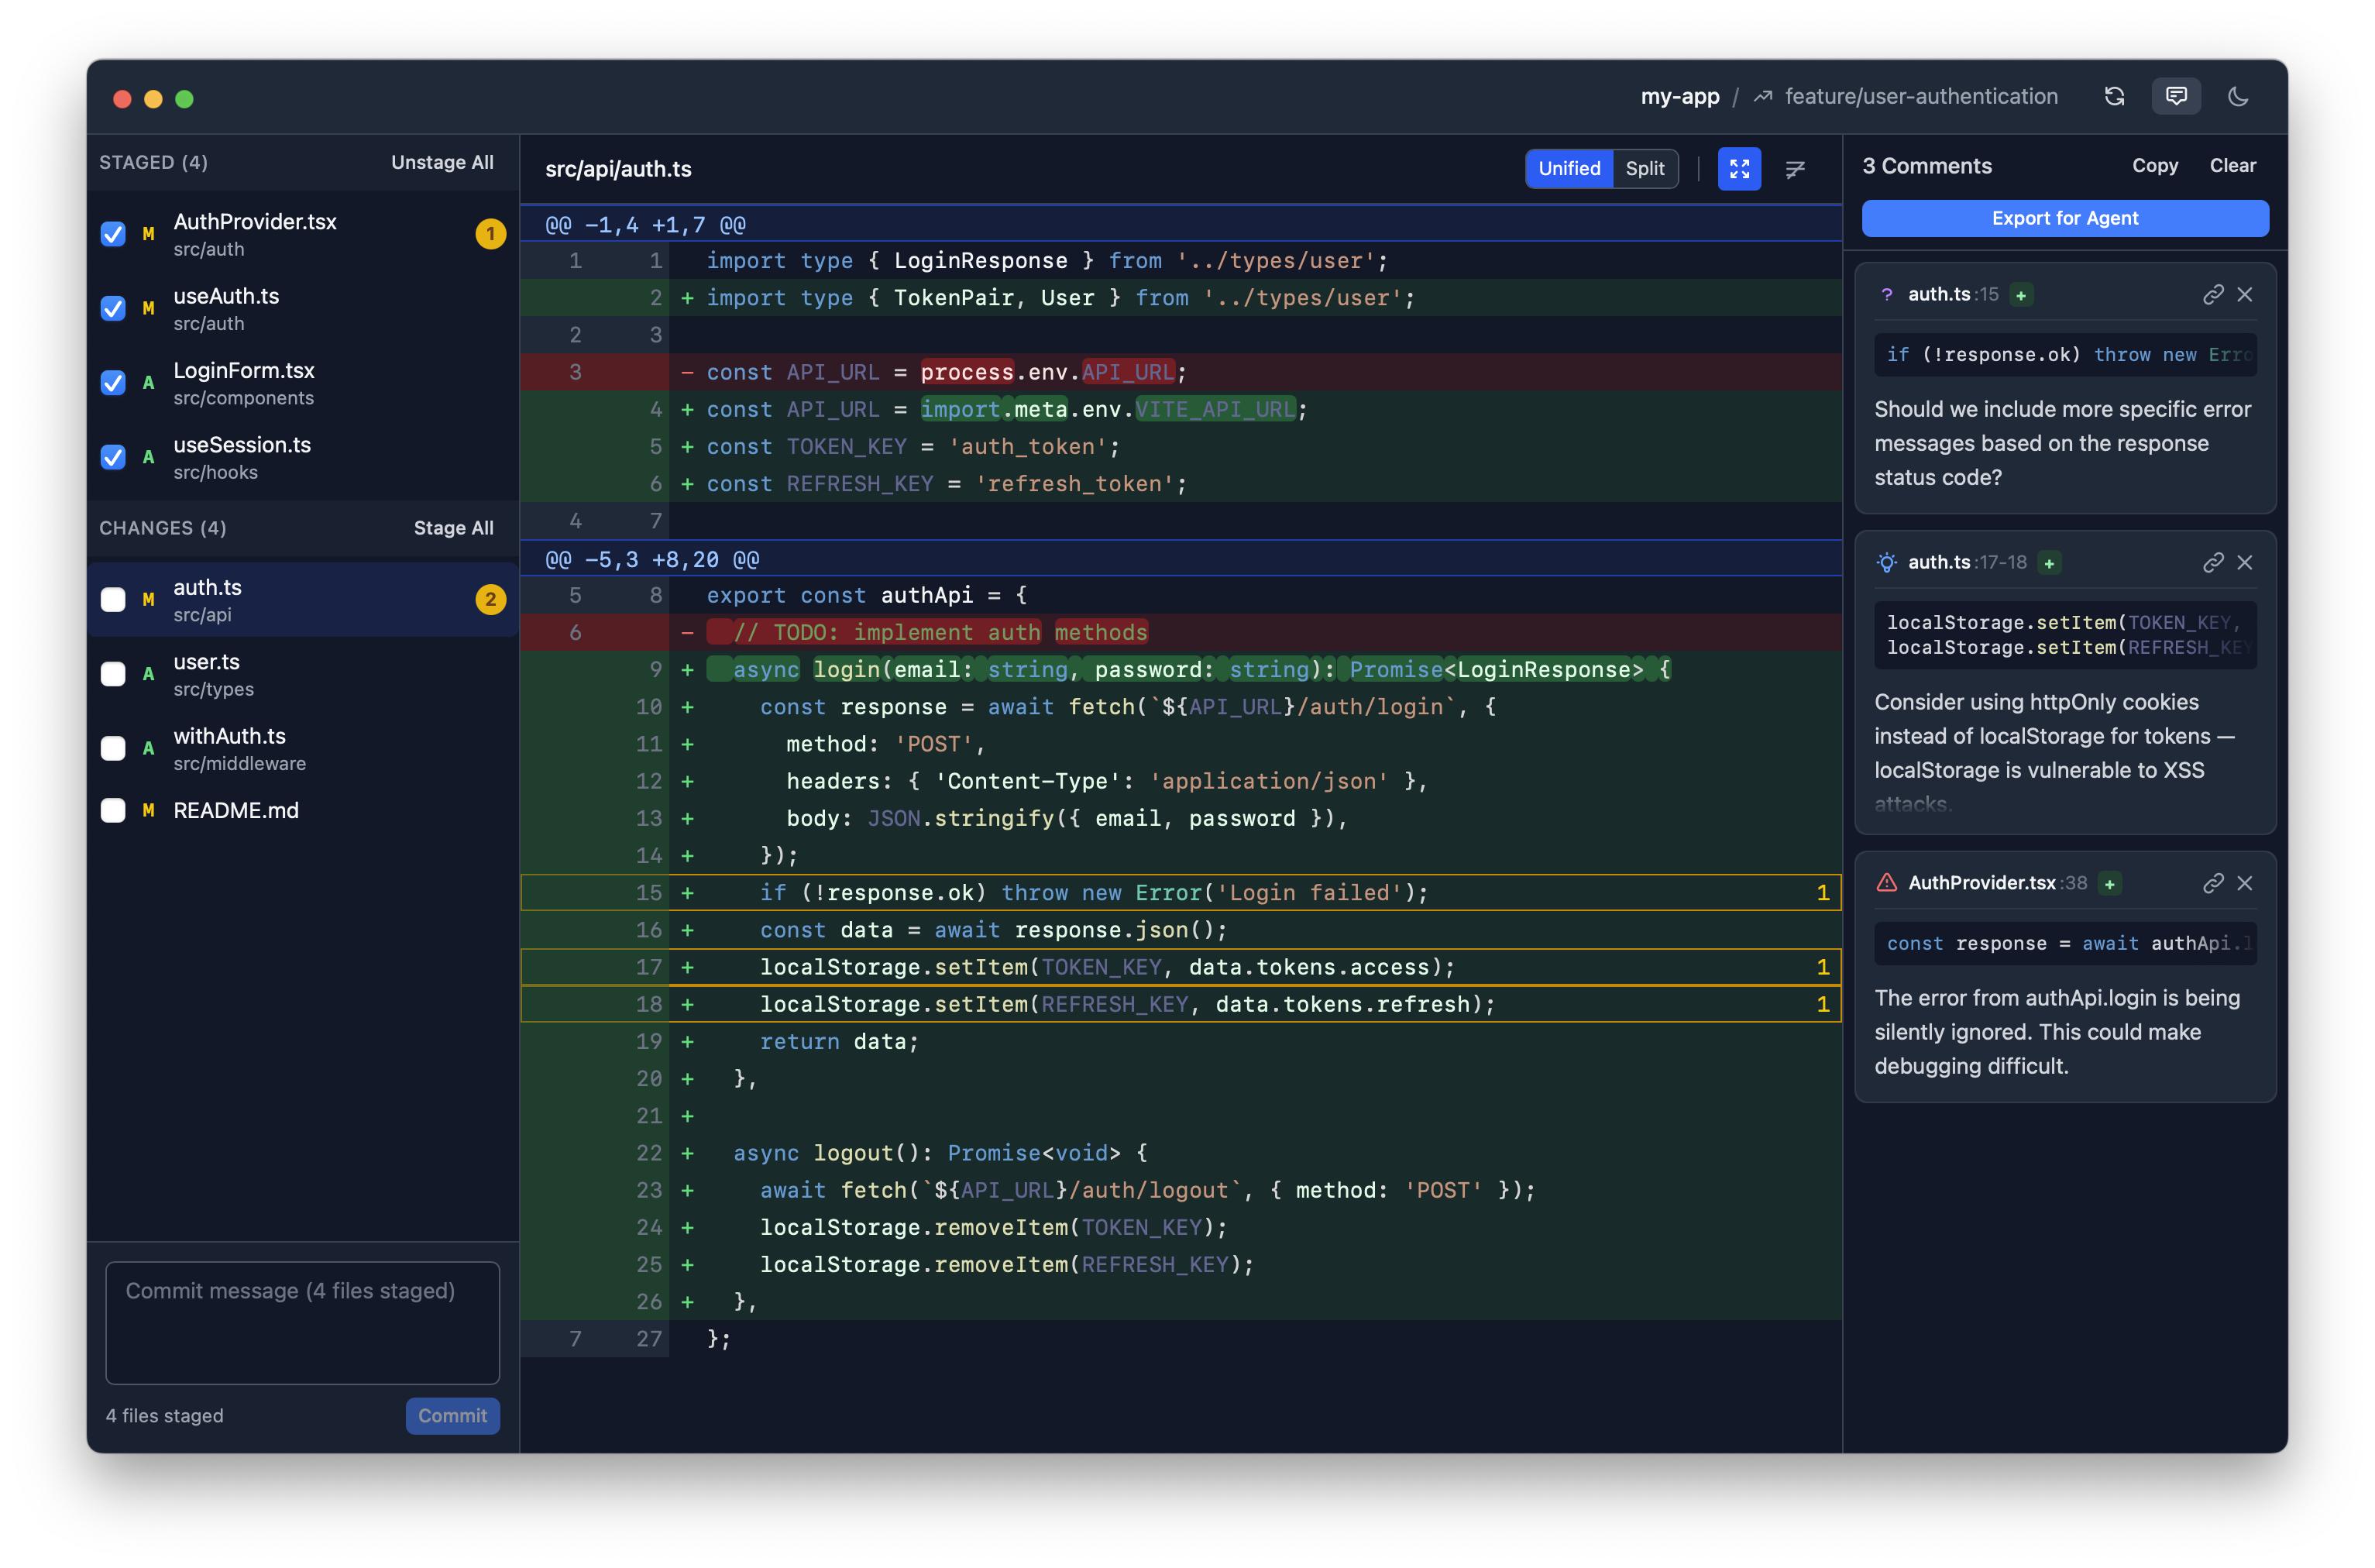 my-app / feature/user-authentication
STAGED (4) Unstage All
M AuthProvider.tsx 1
src/auth
M useAuth.ts
src/auth
A LoginForm.tsx
src/components
A useSession.ts
src/hooks
CHANGES (4) Stage All
M auth.ts 2
src/api
A user.ts
src/types
A withAuth.ts
src/middleware
M README.md
Commit message (4 files staged)
4 files staged Commit
src/api/auth.ts Unified Split
@@ -1,4 +1,7 @@
1 1 import type { LoginResponse } from '../types/user';
2 + import type { TokenPair, User } from '../types/user';
2 3
3 - const API_URL = process.env.API_URL;
4 + const API_URL = import.meta.env.VITE_API_URL;
5 + const TOKEN_KEY = 'auth_token';
6 + const REFRESH_KEY = 'refresh_token';
4 7
@@ -5,3 +8,20 @@
5 8 export const authApi = {
6 - // TODO: implement auth methods
9 + async login(email: string, password: string): Promise<LoginResponse> {
10 + const response = await fetch(`${API_URL}/auth/login`, {
11 + method: 'POST',
12 + headers: { 'Content-Type': 'application/json' },
13 + body: JSON.stringify({ email, password }),
14 + });
15 + if (!response.ok) throw new Error('Login failed'); 1
16 + const data = await response.json();
17 + localStorage.setItem(TOKEN_KEY, data.tokens.access); 1
18 + localStorage.setItem(REFRESH_KEY, data.tokens.refresh); 1
19 + return data;
20 + },
21 +
22 + async logout(): Promise<void> {
23 + await fetch(`${API_URL}/auth/logout`, { method: 'POST' });
24 + localStorage.removeItem(TOKEN_KEY);
25 + localStorage.removeItem(REFRESH_KEY);
26 + },
7 27 };
3 Comments Copy Clear
Export for Agent
? auth.ts:15 +
if (!response.ok) throw new Erro
Should we include more specific error
messages based on the response
status code?
auth.ts:17-18 +
localStorage.setItem(TOKEN_KEY,
localStorage.setItem(REFRESH_KEY
Consider using httpOnly cookies
instead of localStorage for tokens —
localStorage is vulnerable to XSS
attacks.
AuthProvider.tsx:38 +
const response = await authApi.l
The error from authApi.login is being
silently ignored. This could make
debugging difficult.